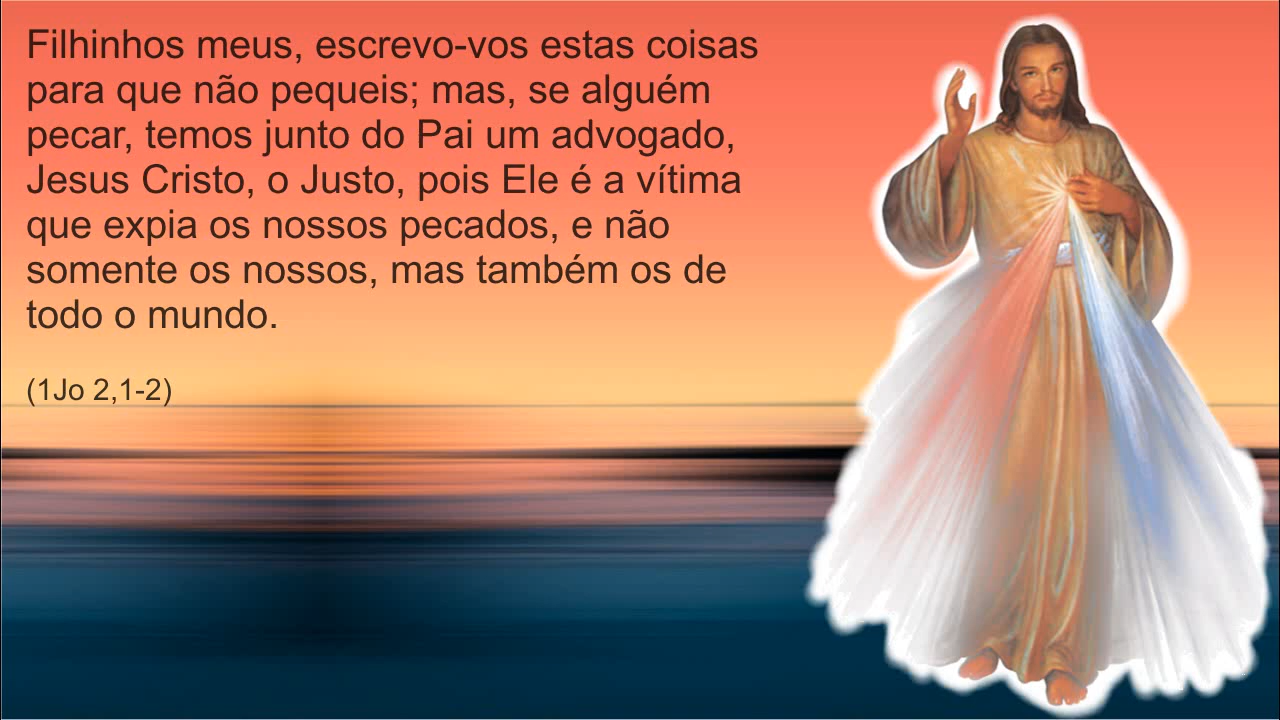 Filhinhos meus, escrevo-vos estas coisas
para que não pequeis; mas, se alguém
pecar, temos junto do Pai um advogado,
Jesus Cristo, o Justo, pois Ele é a vítima
que expia os nossos pecados, e não
somente os nossos, mas também os de
todo o mundo.
(1Jo 2,1-2)